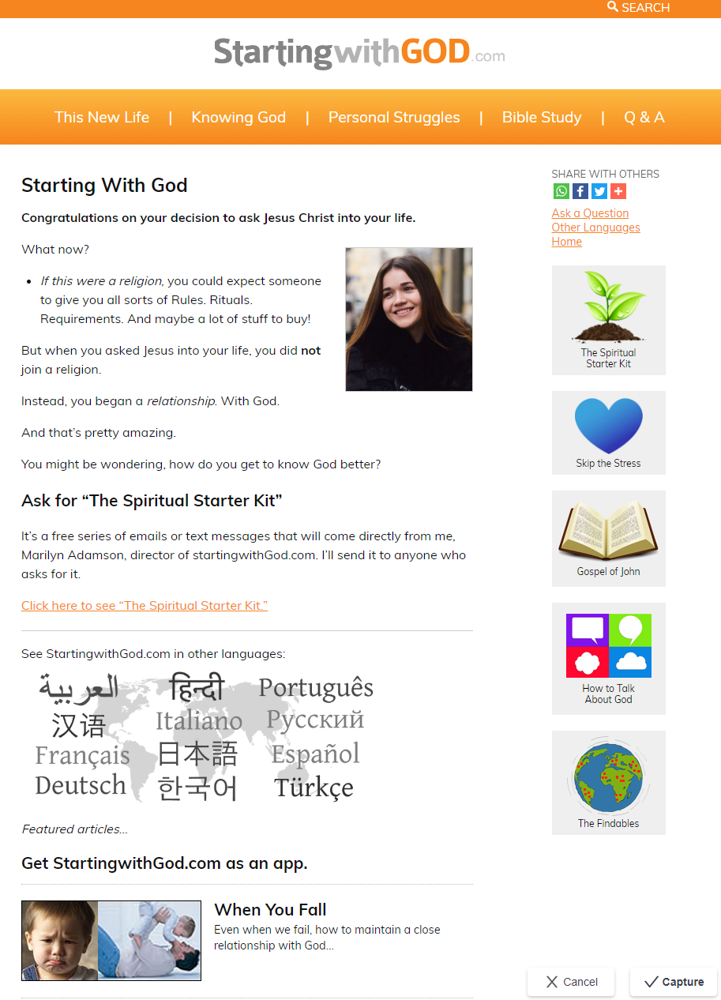 SEARCH
StartingwithGOD.com
This New Life | Knowing God | Personal Struggles | Bible Study | Q & A
Starting With God
Congratulations on your decision to ask Jesus Christ into your life.
What now?
• If this were a religion, you could expect someone
to give you all sorts of Rules. Rituals.
Requirements. And maybe a lot of stuff to buy!
But when you asked Jesus into your life, you did not
join a religion.
Instead, you began a relationship. With God.
And that’s pretty amazing.
You might be wondering, how do you get to know God better?
Ask for “The Spiritual Starter Kit”
It’s a free series of emails or text messages that will come directly from me,
Marilyn Adamson, director of startingwithGod.com. I’ll send it to anyone who
asks for it.
Click here to see “The Spiritual Starter Kit.”
See StartingwithGod.com in other languages:
العربية हिन्दी Português
汉语 Italiano Русский
Français 日本語 Español
Deutsch 한국어 Türkçe
Featured articles...
Get StartingwithGod.com as an app.
When You Fall
Even when we fail, how to maintain a close
relationship with God...
SHARE WITH OTHERS
Ask a Question
Other Languages
Home
The Spiritual
Starter Kit
Skip the Stress
Gospel of John
How to Talk
About God
The Findables
Cancel
Capture